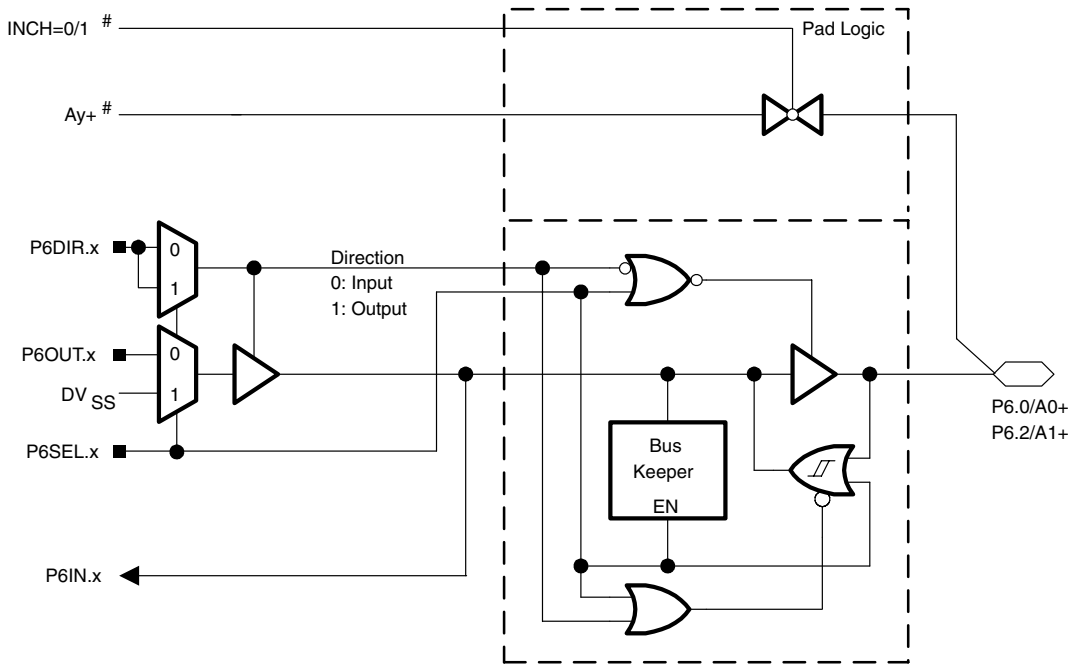 INCH=0/1 #
Pad Logic
Ay+ #
P6DIR.x
0
1
Direction
0: Input
1: Output
P6OUT.x
0
DV SS
1
P6SEL.x
Bus
Keeper
EN
P6.0/A0+
P6.2/A1+
P6IN.x